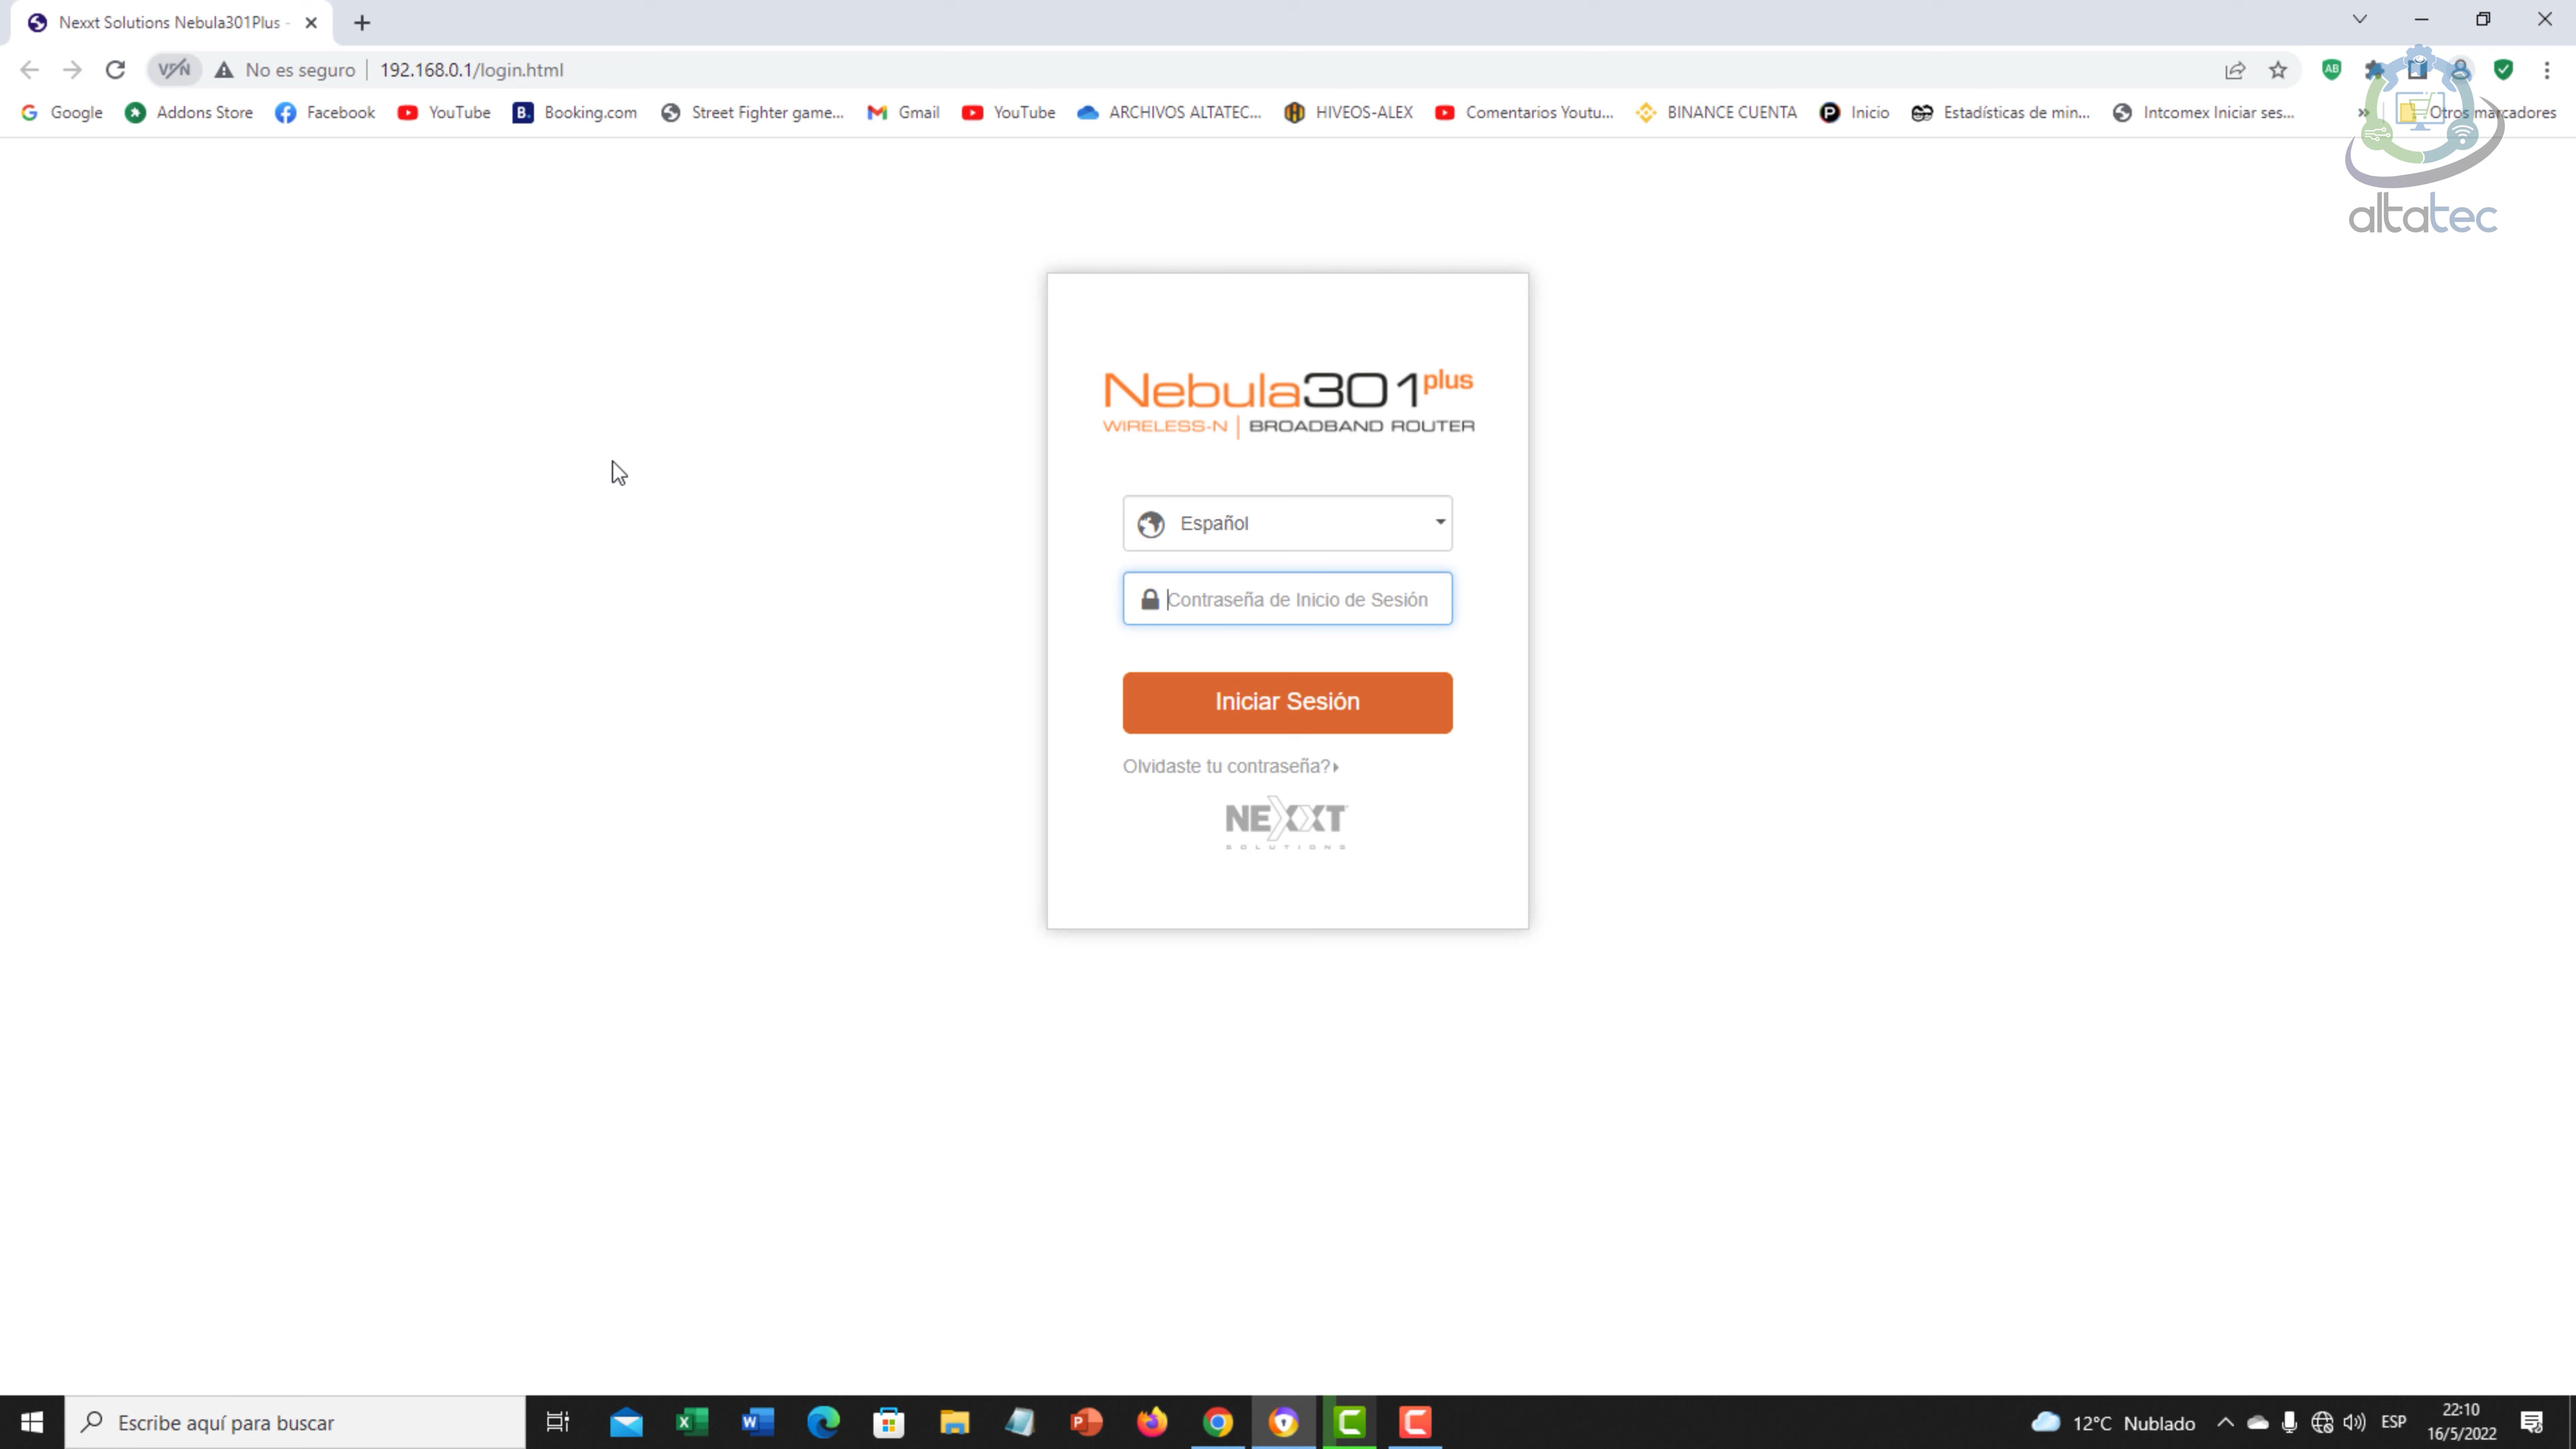 Nexxt Solutions Nebula301Plus -
VPN
No es seguro
192.168.0.1/login.html
AB
Google
Addons Store
Facebook
YouTube
B.
Booking.com
Street Fighter game...
Gmail
YouTube
ARCHIVOS ALTATEC...
HIVEOS-ALEX
Comentarios Youtu...
BINANCE CUENTA
Inicio
Estadísticas de min...
Intcomex Iniciar ses...
»
Otros marcadores
altatec
Nebula301plus
WIRELESS-N | BROADBAND ROUTER
Español
Contraseña de Inicio de Sesión
Iniciar Sesión
Olvidaste tu contraseña?
NEXXT
SOLUTIONS
Escribe aquí para buscar
12°C Nublado
ESP
22:10
16/5/2022